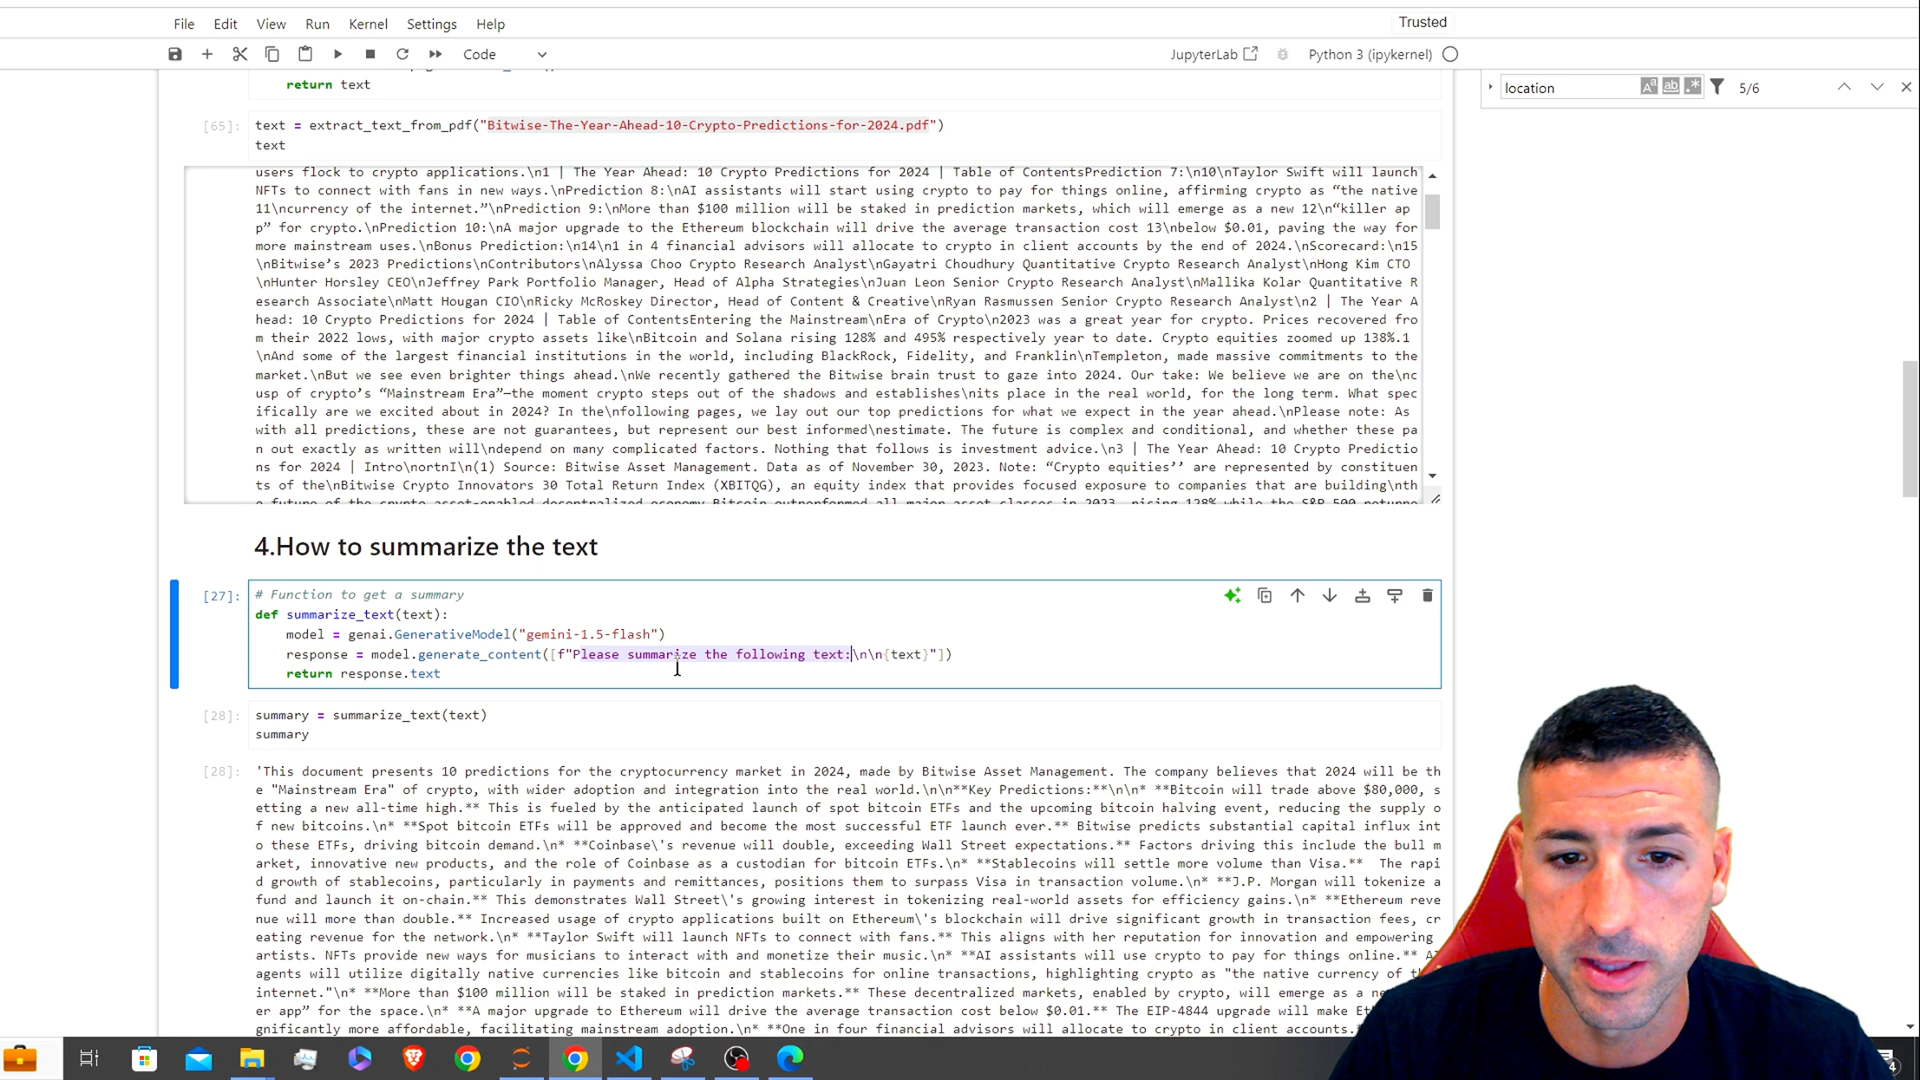 File Edit View Run Kernel Settings Help Trusted
Code JupyterLab Python 3 (ipykernel)
location 5/6
return text
[65]: text = extract_text_from_pdf("Bitwise-The-Year-Ahead-10-Crypto-Predictions-for-2024.pdf")
text
users flock to crypto applications.\n1 | The Year Ahead: 10 Crypto Predictions for 2024 | Table of ContentsPrediction 7:\n10\nTaylor Swift will launch
NFTs to connect with fans in new ways.\nPrediction 8:\nAI assistants will start using crypto to pay for things online, affirming crypto as “the native
11\ncurrency of the internet.”\nPrediction 9:\nMore than $100 million will be staked in prediction markets, which will emerge as a new 12\n“killer ap
p” for crypto.\nPrediction 10:\nA major upgrade to the Ethereum blockchain will drive the average transaction cost 13\nbelow $0.01, paving the way for
more mainstream uses.\nBonus Prediction:\n14\n1 in 4 financial advisors will allocate to crypto in client accounts by the end of 2024.\nScorecard:\n15
\nBitwise’s 2023 Predictions\nContributors\nAlyssa Choo Crypto Research Analyst\nGayatri Choudhury Quantitative Crypto Research Analyst\nHong Kim CTO
\nHunter Horsley CEO\nJeffrey Park Portfolio Manager, Head of Alpha Strategies\nJuan Leon Senior Crypto Research Analyst\nMallika Kolar Quantitative R
esearch Associate\nMatt Hougan CIO\nRicky McRoskey Director, Head of Content & Creative\nRyan Rasmussen Senior Crypto Research Analyst\n2 | The Year A
head: 10 Crypto Predictions for 2024 | Table of ContentsEntering the Mainstream\nEra of Crypto\n2023 was a great year for crypto. Prices recovered fro
m their 2022 lows, with major crypto assets like\nBitcoin and Solana rising 128% and 495% respectively year to date. Crypto equities zoomed up 138%.1
\nAnd some of the largest financial institutions in the world, including BlackRock, Fidelity, and Franklin\nTempleton, made massive commitments to the
market.\nBut we see even brighter things ahead.\nWe recently gathered the Bitwise brain trust to gaze into 2024. Our take: We believe we are on the\nc
usp of crypto’s “Mainstream Era”—the moment crypto steps out of the shadows and establishes\nits place in the real world, for the long term. What spec
ifically are we excited about in 2024? In the\nfollowing pages, we lay out our top predictions for what we expect in the year ahead.\nPlease note: As
with all predictions, these are not guarantees, but represent our best informed\nestimate. The future is complex and conditional, and whether these pa
n out exactly as written will\ndepend on many complicated factors. Nothing that follows is investment advice.\n3 | The Year Ahead: 10 Crypto Predictio
ns for 2024 | Intro\nortnI\n(1) Source: Bitwise Asset Management. Data as of November 30, 2023. Note: “Crypto equities’’ are represented by constituen
ts of the\nBitwise Crypto Innovators 30 Total Return Index (XBITQG), an equity index that provides focused exposure to companies that are building\nth
e future of the crypto asset-enabled decentralized economy Bitcoin outperformed all major asset classes in 2023, rising 128% while the S&P 500 returne
4.How to summarize the text
[27]: # Function to get a summary
def summarize_text(text):
model = genai.GenerativeModel("gemini-1.5-flash")
response = model.generate_content([f"Please summarize the following text:\n\n{text}"])
return response.text
[28]: summary = summarize_text(text)
summary
[28]: 'This document presents 10 predictions for the cryptocurrency market in 2024, made by Bitwise Asset Management. The company believes that 2024 will be th
e "Mainstream Era" of crypto, with wider adoption and integration into the real world.\n\n**Key Predictions:**\n\n* **Bitcoin will trade above $80,000, s
etting a new all-time high.** This is fueled by the anticipated launch of spot bitcoin ETFs and the upcoming bitcoin halving event, reducing the supply o
f new bitcoins.\n* **Spot bitcoin ETFs will be approved and become the most successful ETF launch ever.** Bitwise predicts substantial capital influx int
o these ETFs, driving bitcoin demand.\n* **Coinbase\'s revenue will double, exceeding Wall Street expectations.** Factors driving this include the bull m
arket, innovative new products, and the role of Coinbase as a custodian for bitcoin ETFs.\n* **Stablecoins will settle more volume than Visa.**  The rapi
d growth of stablecoins, particularly in payments and remittances, positions them to surpass Visa in transaction volume.\n* **J.P. Morgan will tokenize a
fund and launch it on-chain.** This demonstrates Wall Street\'s growing interest in tokenizing real-world assets for efficiency gains.\n* **Ethereum reve
nue will more than double.** Increased usage of crypto applications built on Ethereum\'s blockchain will drive significant growth in transaction fees, cr
eating revenue for the network.\n* **Taylor Swift will launch NFTs to connect with fans.** This aligns with her reputation for innovation and empowering
artists. NFTs provide new ways for musicians to interact with and monetize their music.\n* **AI assistants will use crypto to pay for things online.** A
agents will utilize digitally native currencies like bitcoin and stablecoins for online transactions, highlighting crypto as "the native currency of
internet."\n* **More than $100 million will be staked in prediction markets.** These decentralized markets, enabled by crypto, will emerge as a
er app” for the space.\n* **A major upgrade to Ethereum will drive the average transaction cost below $0.01.** The EIP-4844 upgrade will make
gnificantly more affordable, facilitating mainstream adoption.\n* **One in four financial advisors will allocate to crypto in client accounts.